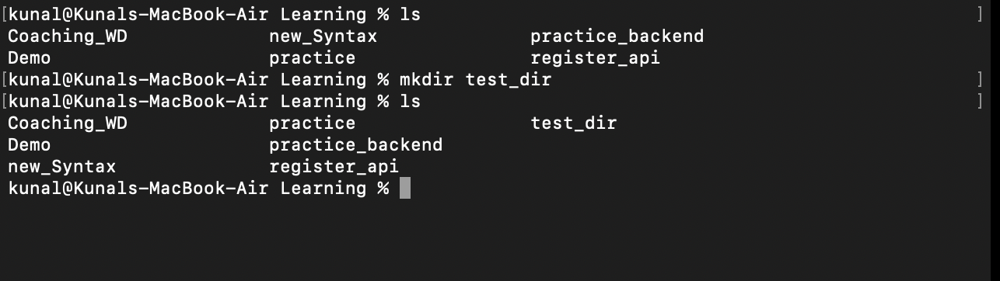 [kunal@Kunals-MacBook-Air Learning % ls ]
Coaching_WD new_Syntax practice_backend
Demo practice register_api
[kunal@Kunals-MacBook-Air Learning % mkdir test_dir ]
[kunal@Kunals-MacBook-Air Learning % ls ]
Coaching_WD practice test_dir
Demo practice_backend
new_Syntax register_api
kunal@Kunals-MacBook-Air Learning %